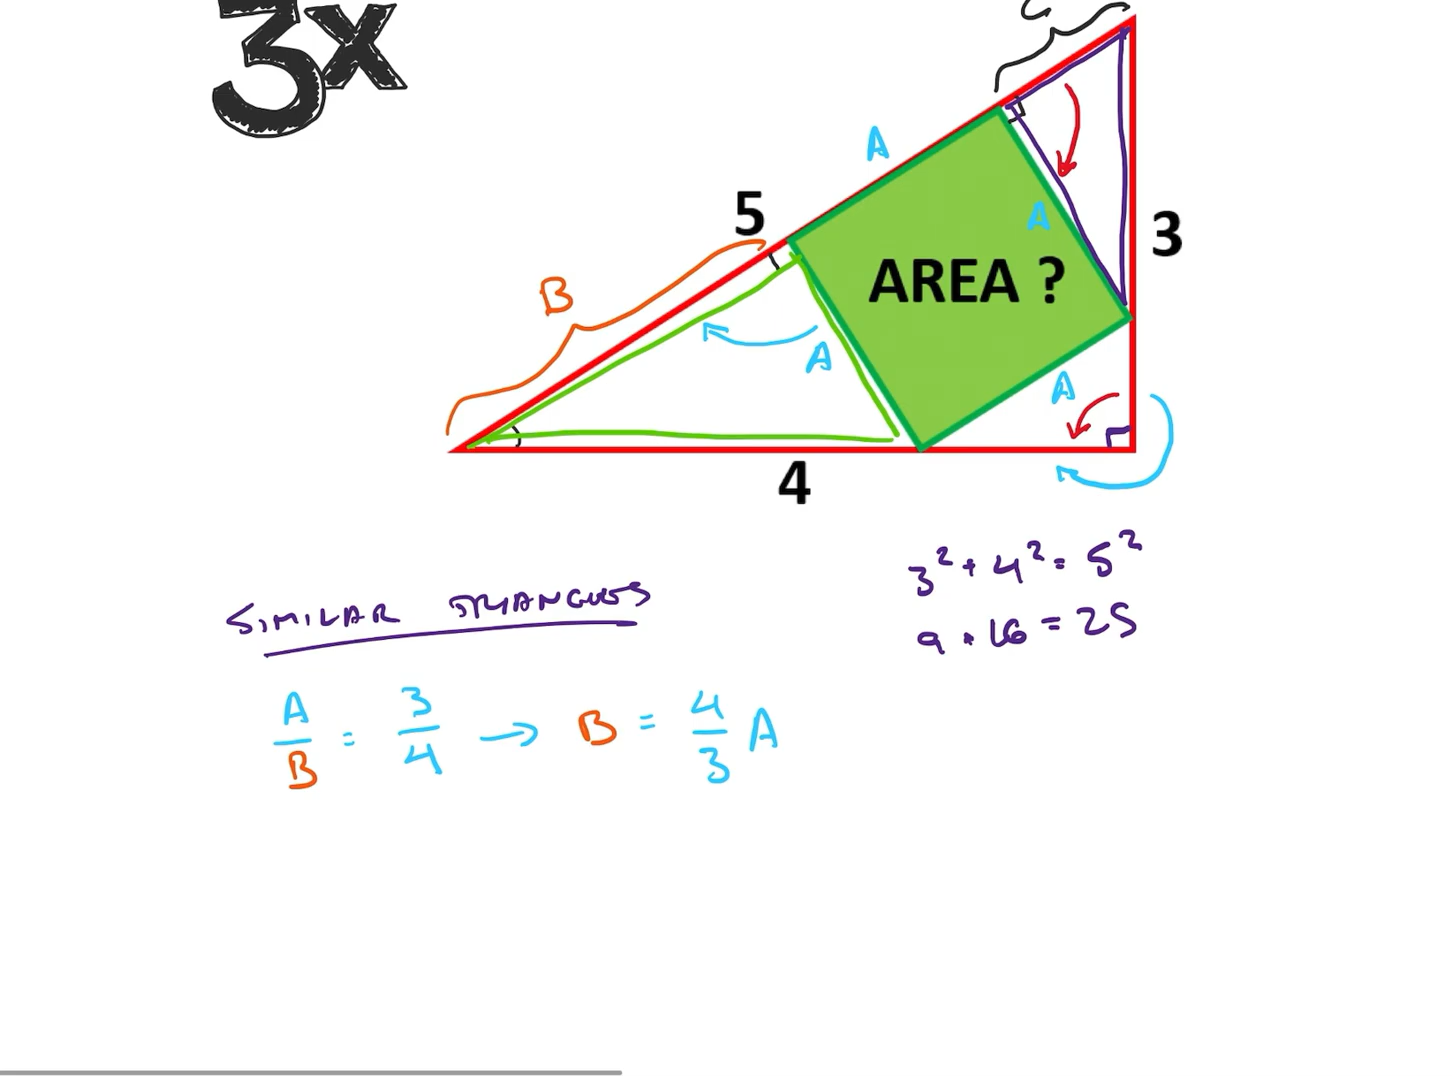 3x
C
A
5
A
3
B
AREA ?
A
A
4
3² + 4² = 5²
SIMILAR TRIANGLES
9 + 16 = 25
A/B = 3/4 → B = 4/3 A